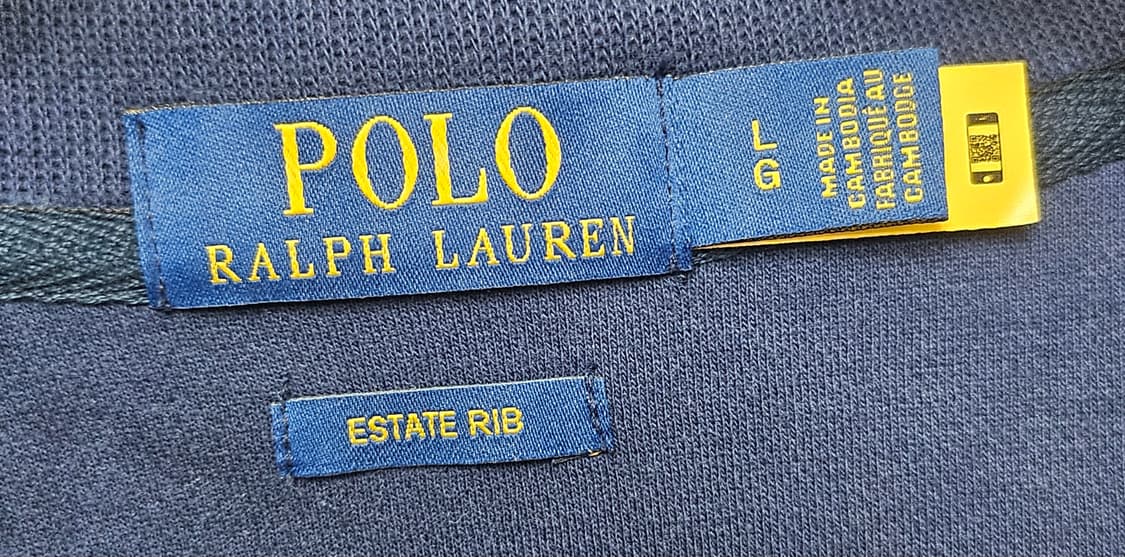 POLO
RALPH LAUREN
L
G
MADE IN
CAMBODIA
FABRIQUÉ AU
CAMBODGE
ESTATE RIB